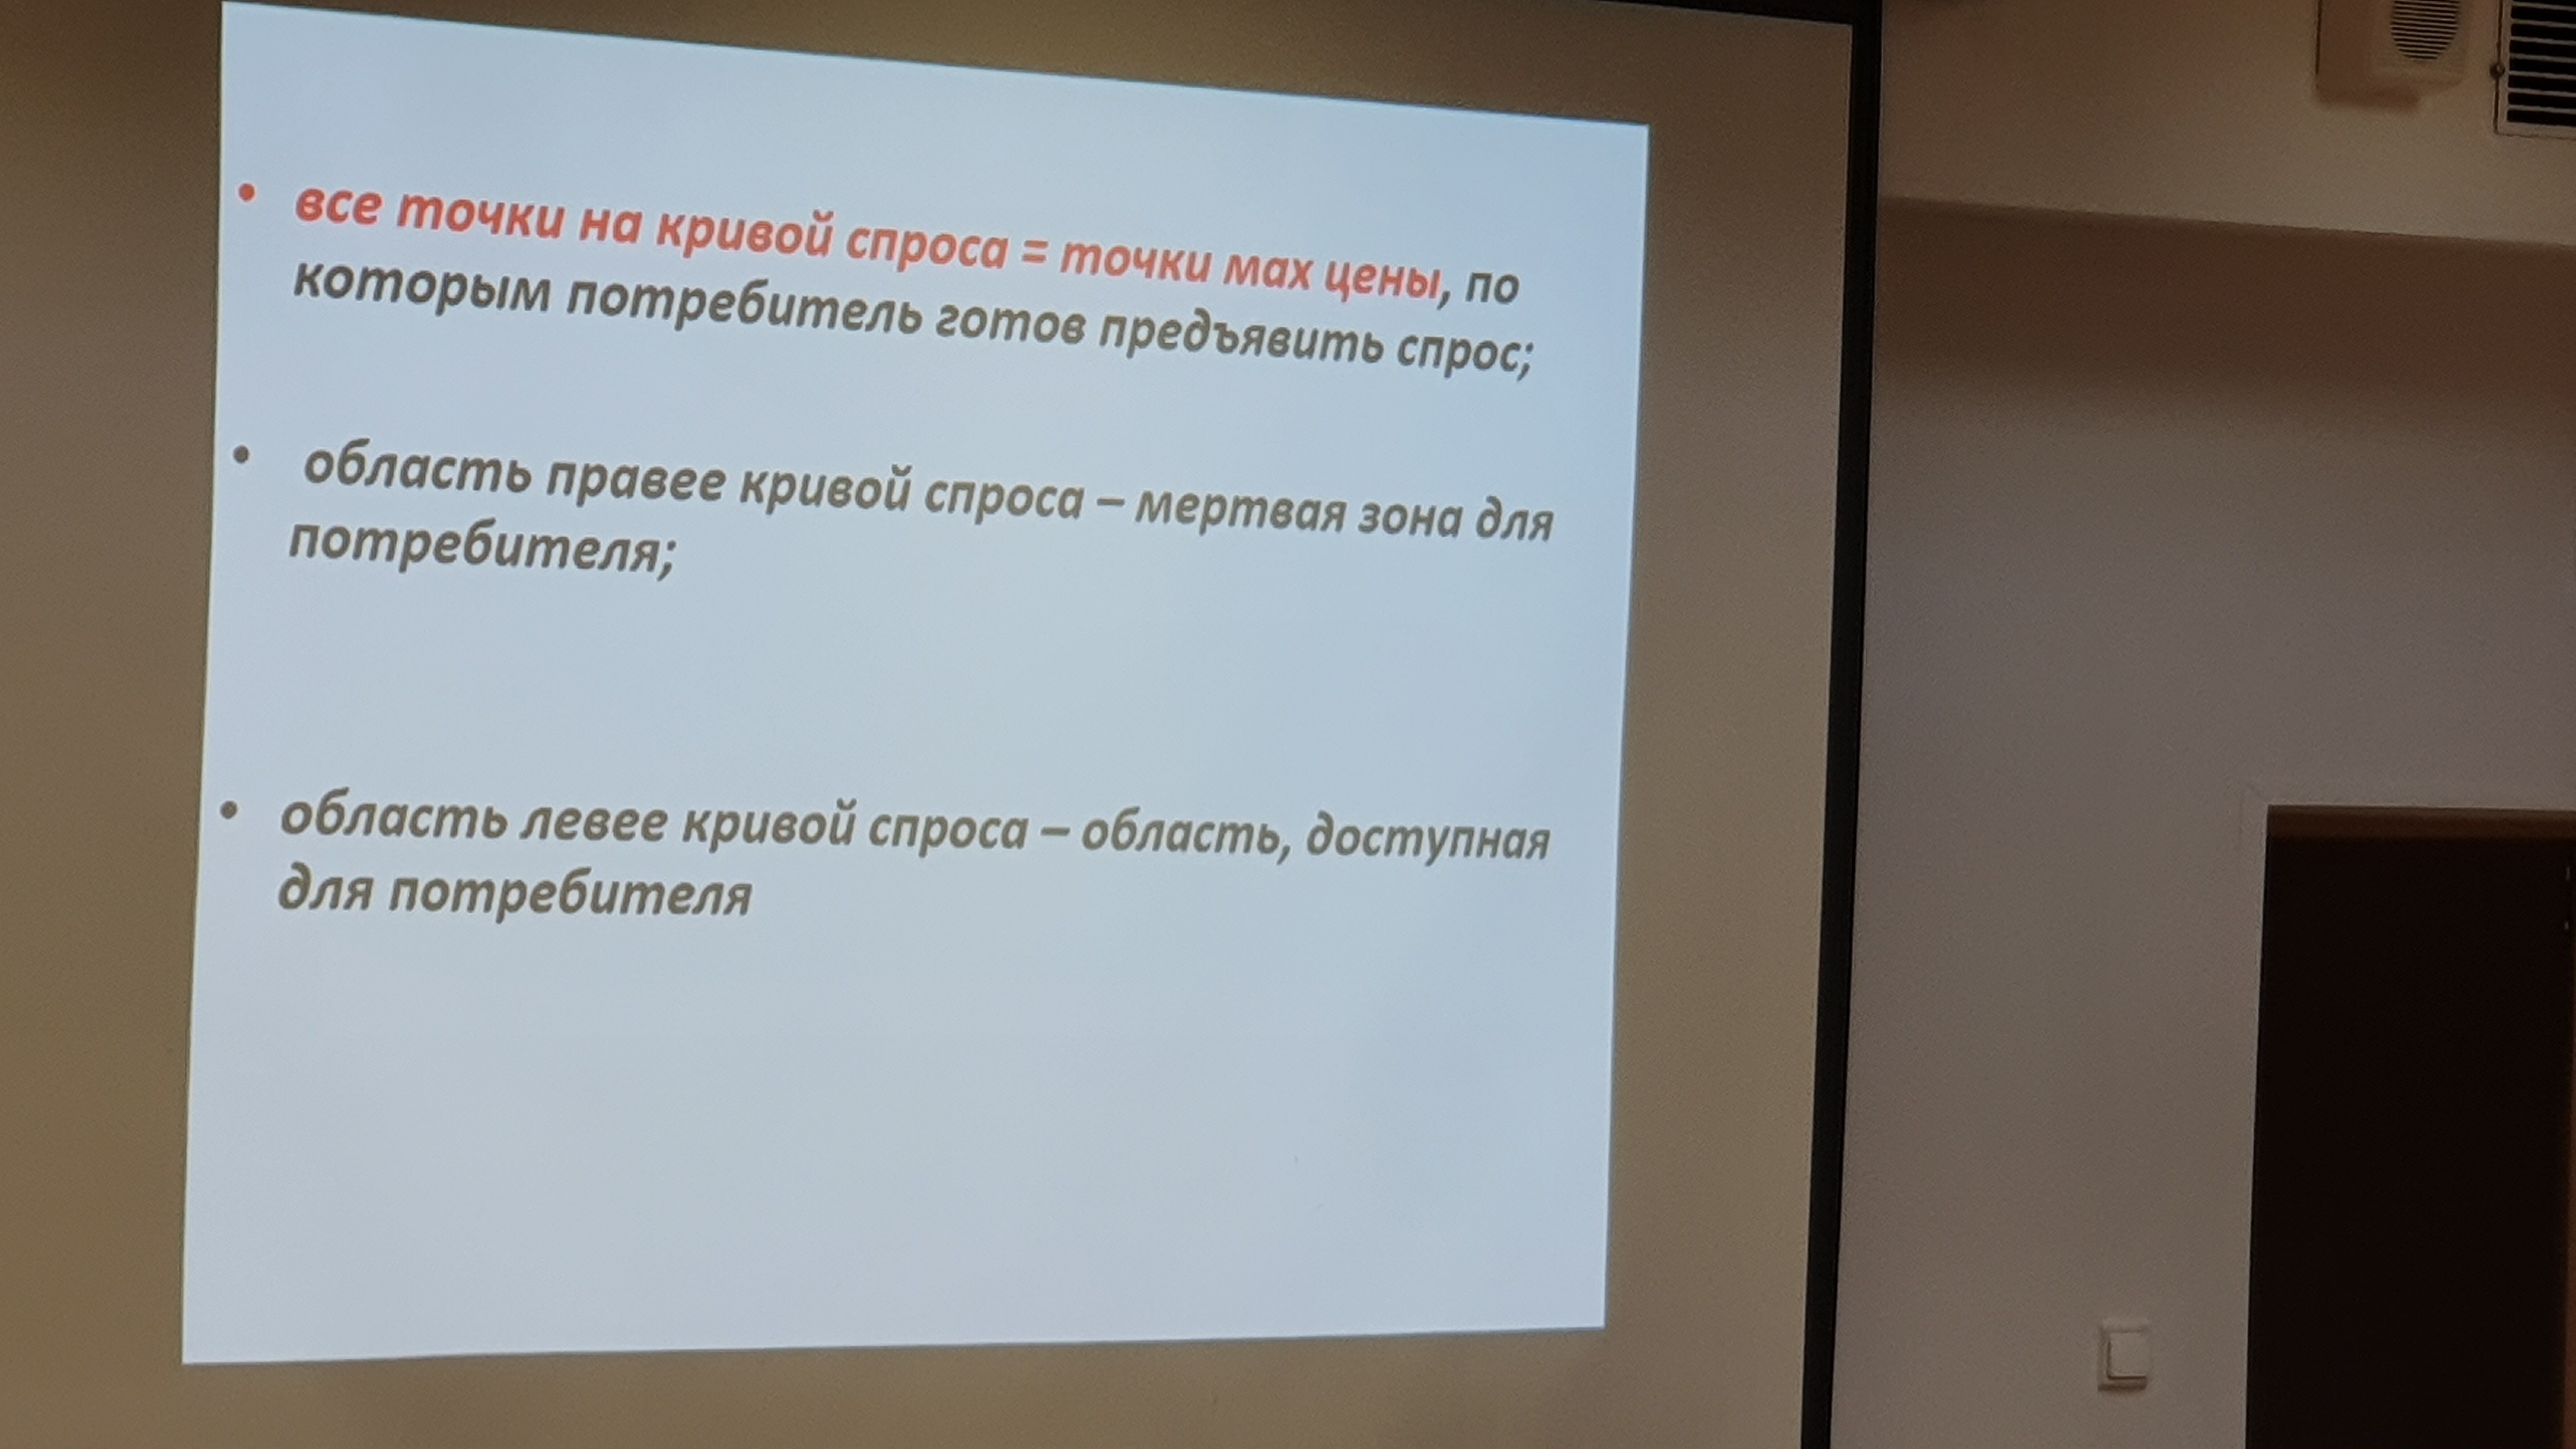 • все точки на кривой спроса = точки мах цены, по
которым потребитель готов предъявить спрос;
• область правее кривой спроса – мертвая зона для
потребителя;
• область левее кривой спроса – область, доступная
для потребителя